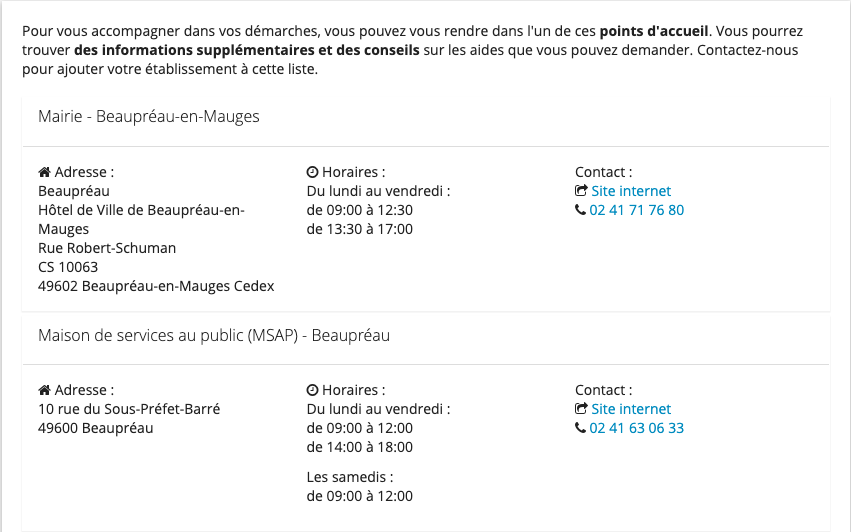 Pour vous accompagner dans vos démarches, vous pouvez vous rendre dans l'un de ces points d'accueil. Vous pourrez
trouver des informations supplémentaires et des conseils sur les aides que vous pouvez demander. Contactez-nous
pour ajouter votre établissement à cette liste.
Mairie - Beaupréau-en-Mauges
Adresse :
Beaupréau
Hôtel de Ville de Beaupréau-en-
Mauges
Rue Robert-Schuman
CS 10063
49602 Beaupréau-en-Mauges Cedex
Horaires :
Du lundi au vendredi :
de 09:00 à 12:30
de 13:30 à 17:00
Contact :
Site internet
02 41 71 76 80
Maison de services au public (MSAP) - Beaupréau
Adresse :
10 rue du Sous-Préfet-Barré
49600 Beaupréau
Horaires :
Du lundi au vendredi :
de 09:00 à 12:00
de 14:00 à 18:00
Les samedis :
de 09:00 à 12:00
Contact :
Site internet
02 41 63 06 33